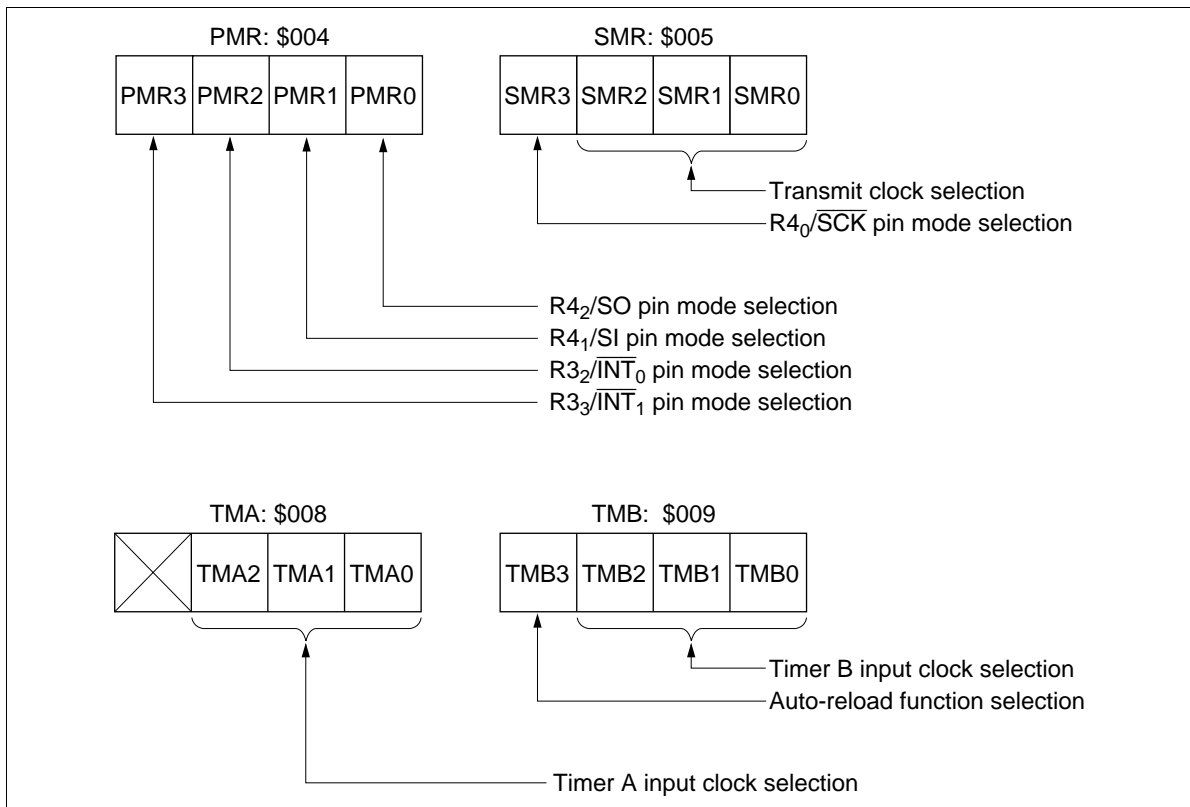 PMR: $004
SMR: $005
PMR3 PMR2 PMR1 PMR0
SMR3 SMR2 SMR1 SMR0
Transmit clock selection
R4₀/S̅C̅K̅ pin mode selection
R4₂/SO pin mode selection
R4₁/SI pin mode selection
R3₂/I̅N̅T̅₀ pin mode selection
R3₃/I̅N̅T̅₁ pin mode selection
TMA: $008
TMB: $009
TMA2 TMA1 TMA0
TMB3 TMB2 TMB1 TMB0
Timer B input clock selection
Auto-reload function selection
Timer A input clock selection